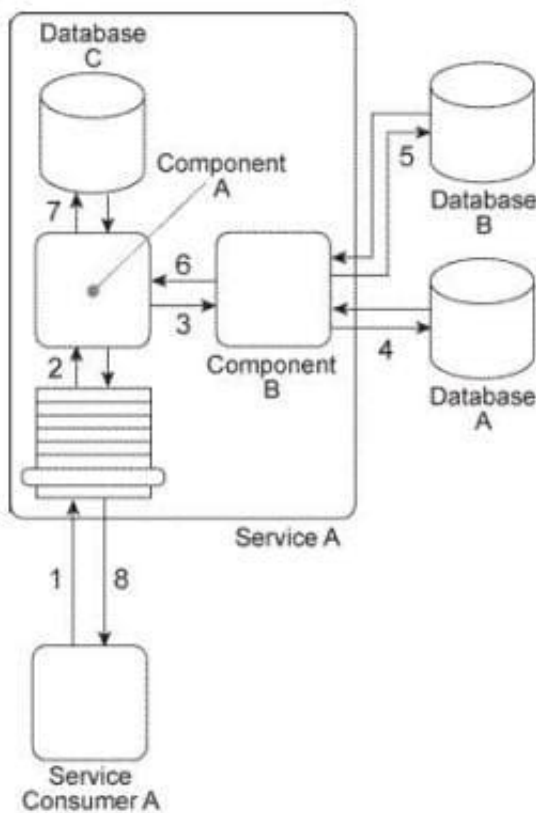 Database
C
Component
A
5
Database
B
7
6
3
Component
B
4
Database
A
2
Service A
1
8
Service
Consumer A